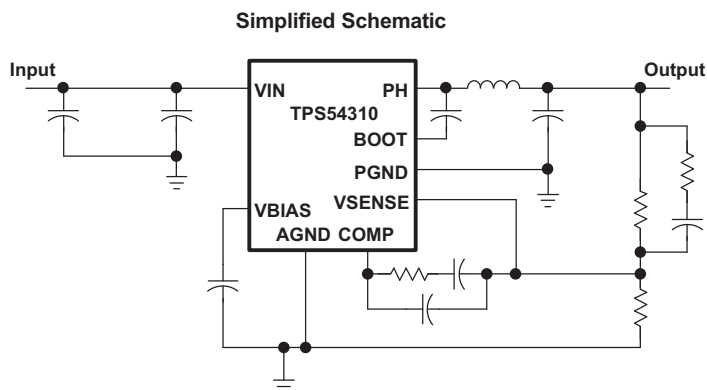 Simplified Schematic
Input
Output
VIN
PH
TPS54310
BOOT
PGND
VBIAS
VSENSE
AGND COMP